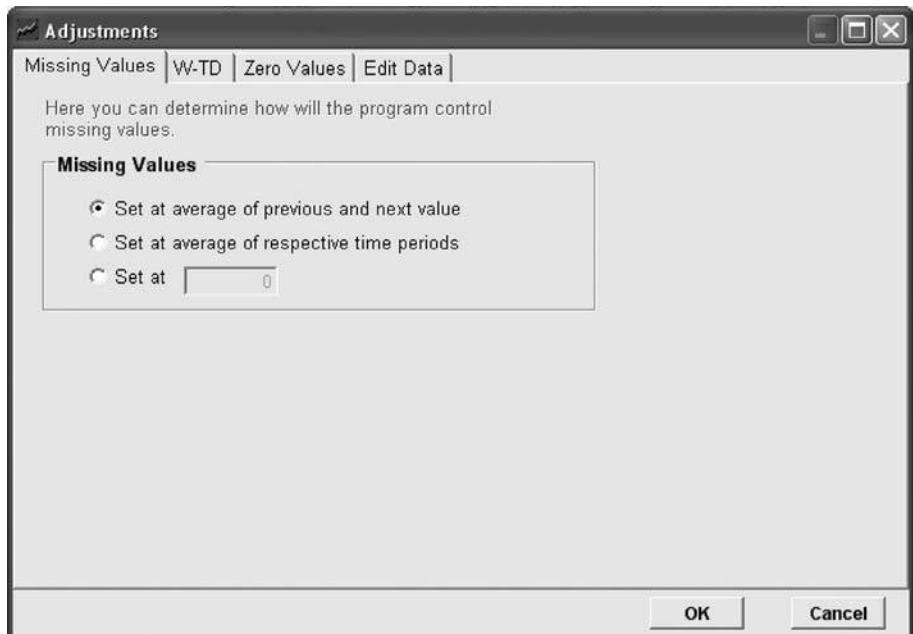 Adjustments
Missing Values W-TD Zero Values Edit Data
Here you can determine how will the program control
missing values.
Missing Values
Set at average of previous and next value
Set at average of respective time periods
Set at 0
OK Cancel